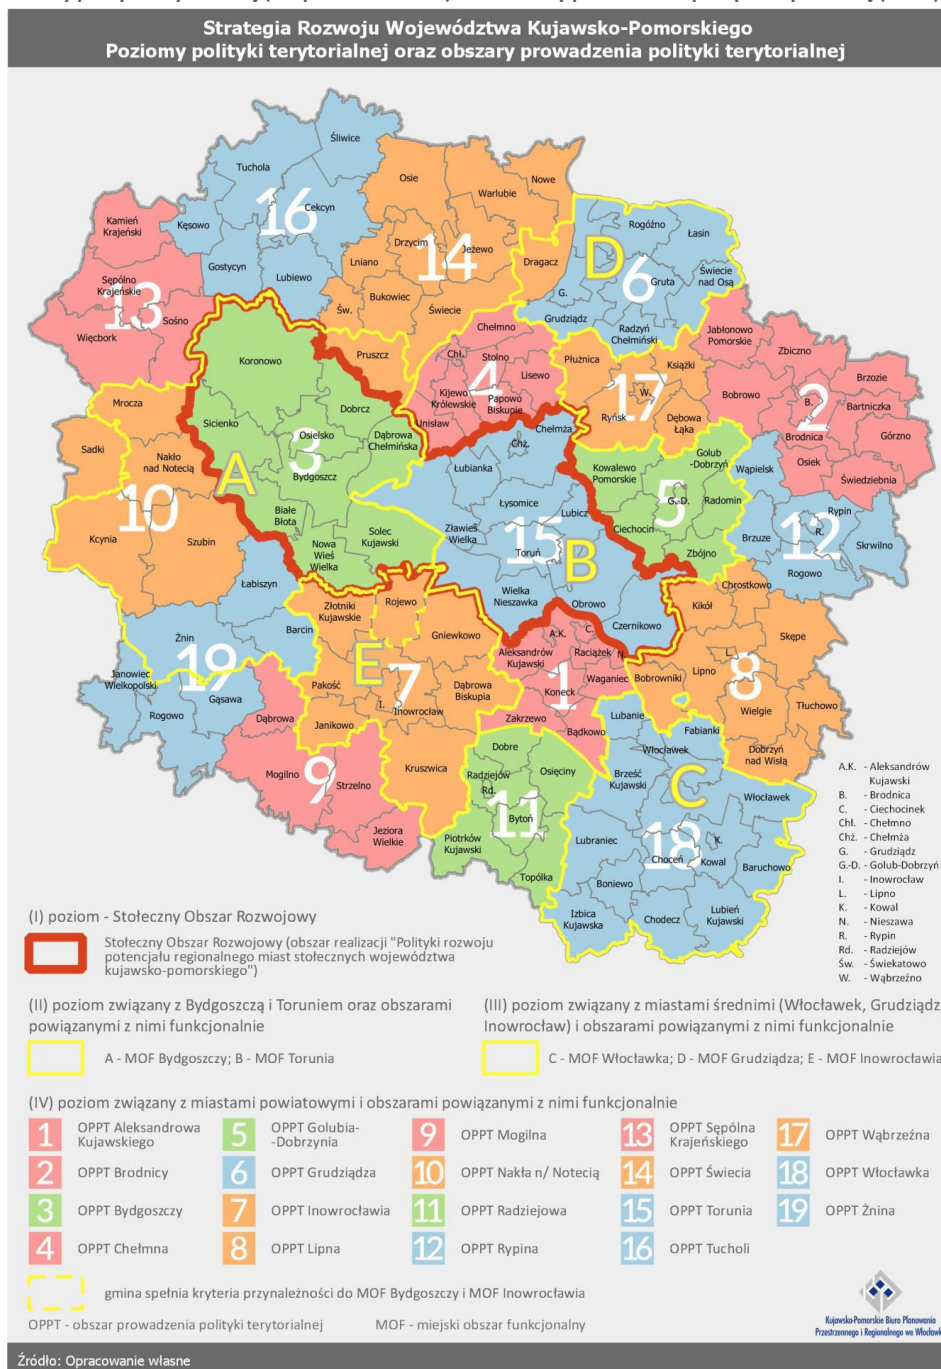 Strategia Rozwoju Województwa Kujawsko-Pomorskiego
Poziomy polityki terytorialnej oraz obszary prowadzenia polityki terytorialnej
Śliwice
Tuchola
16
Cekcyn
Kęsowo
Gostycyn
Lubiewo
Osie
Warlubie
Nowe
Drzycim
14
Jeżewo
Lniano
Bukowiec
Św.
Świecie
Pruszcz
Dragacz
D
Rogóźno
Łasin
6
Gruta
Świecie
nad Osą
G.
Grudziądz
Radzyń
Chełmiński
Kamień
Krajeński
Sępólno
Krajeńskie
13
Sośno
Więcbork
Chełmno
Chł.
Stolno
4
Lisewo
Kijewo
Królewskie
Papowo
Biskupie
Unisław
Płużnica
Książki
17
W.
Ryńsk
Dębowa
Łąka
Jabłonowo
Pomorskie
Zbiczno
Brzozie
Bobrowo
2
B.
Bartniczka
Brodnica
Górzno
Osiek
Świedziebnia
Koronowo
Sicienko
Dobrcz
Osielsko
3
Dąbrowa
Chełmińska
Bydgoszcz
A
Białe
Błota
Solec
Kujawski
Nowa
Wieś
Wielka
Mrocza
Sadki
Nakło
nad Notecią
10
Kcynia
Szubin
Chełmża
Chż.
Łubianka
Łysomice
Lubicz
Zławieś
Wielka
15
Toruń
B
Wielka
Nieszawka
Obrowo
Czernikowo
Kowalewo
Pomorskie
Golub
-Dobrzyń
5
G.-D.
Radomin
Ciechocin
Zbójno
Wąpielsk
Rypin
12
R.
Brzuze
Skrwilno
Rogowo
Łabiszyn
Barcin
Żnin
19
Janowiec
Wielkopolski
Gąsawa
Rogowo
Złotniki
Kujawskie
Rojewo
Gniewkowo
E
7
Pakość
I.
Inowrocław
Dąbrowa
Biskupia
Janikowo
Kruszwica
A.K.
C.
Aleksandrów
Kujawski
Raciążek
N.
1
Waganiec
Koneck
Zakrzewo
Bądkowo
Chrostkowo
Kikół
Skępe
L.
Lipno
8
Bobrowniki
Wielgie
Tłuchowo
Dobrzyń
nad Wisłą
Dąbrowa
Mogilno
9
Strzelno
Jeziora
Wielkie
Dobre
Osięciny
Radziejów
Rd.
11
Bytoń
Piotrków
Kujawski
Topólka
Lubanie
Fabianki
Włocławek
Brześć
Kujawski
C
Włocławek
Lubraniec
18
K.
Choceń
Kowal
Baruchowo
Boniewo
Izbica
Kujawska
Chodecz
Lubień
Kujawski
A.K. - Aleksandrów
Kujawski
B. - Brodnica
C. - Ciechocinek
Chł. - Chełmno
Chż. - Chełmża
G. - Grudziądz
G.-D. - Golub-Dobrzyń
I. - Inowrocław
L. - Lipno
K. - Kowal
N. - Nieszawa
R. - Rypin
Rd. - Radziejów
Św. - Świekatowo
W. - Wąbrzeźno
(I) poziom - Stołeczny Obszar Rozwojowy
Stołeczny Obszar Rozwojowy (obszar realizacji "Polityki rozwoju
potencjału regionalnego miast stołecznych województwa
kujawsko-pomorskiego")
(II) poziom związany z Bydgoszczą i Toruniem oraz obszarami
powiązanymi z nimi funkcjonalnie
A - MOF Bydgoszczy; B - MOF Torunia
(III) poziom związany z miastami średnimi (Włocławek, Grudziądz
Inowrocław) i obszarami powiązanymi z nimi funkcjonalnie
C - MOF Włocławka; D - MOF Grudziądza; E - MOF Inowrocławia
(IV) poziom związany z miastami powiatowymi i obszarami powiązanymi z nimi funkcjonalnie
1 OPPT Aleksandrowa
Kujawskiego
2 OPPT Brodnicy
3 OPPT Bydgoszczy
4 OPPT Chełmna
5 OPPT Golubia-
-Dobrzynia
6 OPPT Grudziądza
7 OPPT Inowrocławia
8 OPPT Lipna
9 OPPT Mogilna
10 OPPT Nakła n/ Notecią
11 OPPT Radziejowa
12 OPPT Rypina
13 OPPT Sępólna
Krajeńskiego
14 OPPT Świecia
15 OPPT Torunia
16 OPPT Tucholi
17 OPPT Wąbrzeźna
18 OPPT Włocławka
19 OPPT Żnina
gmina spełnia kryteria przynależności do MOF Bydgoszczy i MOF Inowrocławia
OPPT - obszar prowadzenia polityki terytorialnej
MOF - miejski obszar funkcjonalny
Kujawsko-Pomorskie Biuro Planowania
Przestrzennego i Regionalnego we Włocławk
Źródło: Opracowanie własne